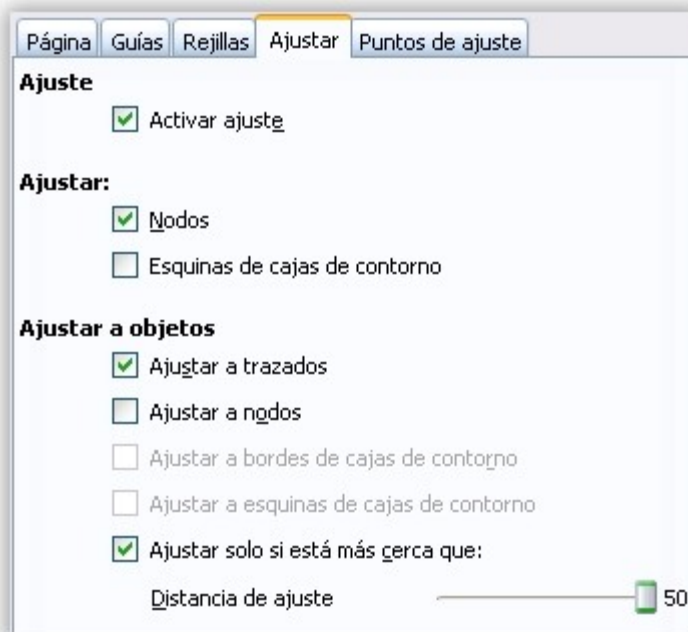 Página Guías Rejillas Ajustar Puntos de ajuste
Ajuste
Activar ajuste
Ajustar:
Nodos
Esquinas de cajas de contorno
Ajustar a objetos
Ajustar a trazados
Ajustar a nodos
Ajustar a bordes de cajas de contorno
Ajustar a esquinas de cajas de contorno
Ajustar solo si está más cerca que:
Distancia de ajuste 50